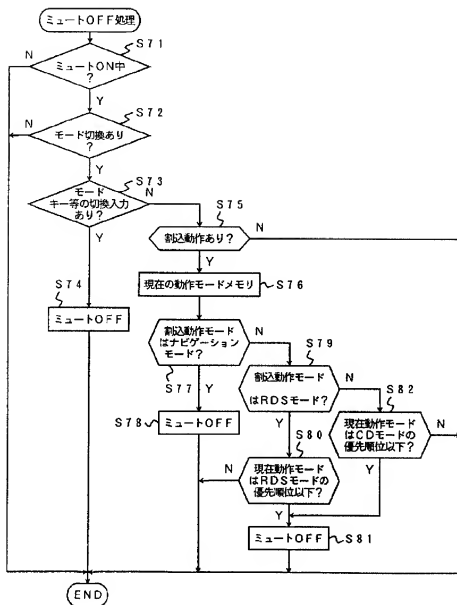 ミュートOFF処理
S71
N
ミュートON中
?
Y
S72
N
モード切換あり
?
Y
S73
モード
キー等の切換入力
あり?
N
Y
S75
割込動作あり?
N
Y
S74
ミュートOFF
現在の動作モードメモリ
S76
割込動作モード
はナビゲーション
モード?
N
S77
Y
S79
割込動作モード
はRDSモード?
N
Y
S78
ミュートOFF
S82
現在動作モード
はCDモードの
優先順位以下?
N
Y
S80
現在動作モード
はRDSモードの
優先順位以下?
N
Y
ミュートOFF
S81
END